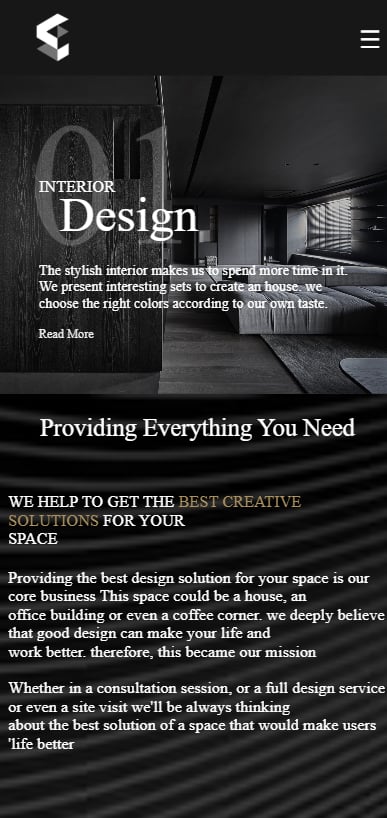 01
INTERIOR
Design
The stylish interior makes us to spend more time in it.
We present interesting sets to create an house. we
choose the right colors according to our own taste.
Read More
Providing Everything You Need
WE HELP TO GET THE BEST CREATIVE
SOLUTIONS FOR YOUR
SPACE
Providing the best design solution for your space is our
core business This space could be a house, an
office building or even a coffee corner. we deeply believe
that good design can make your life and
work better. therefore, this became our mission
Whether in a consultation session, or a full design service
or even a site visit we'll be always thinking
about the best solution of a space that would make users
'life better